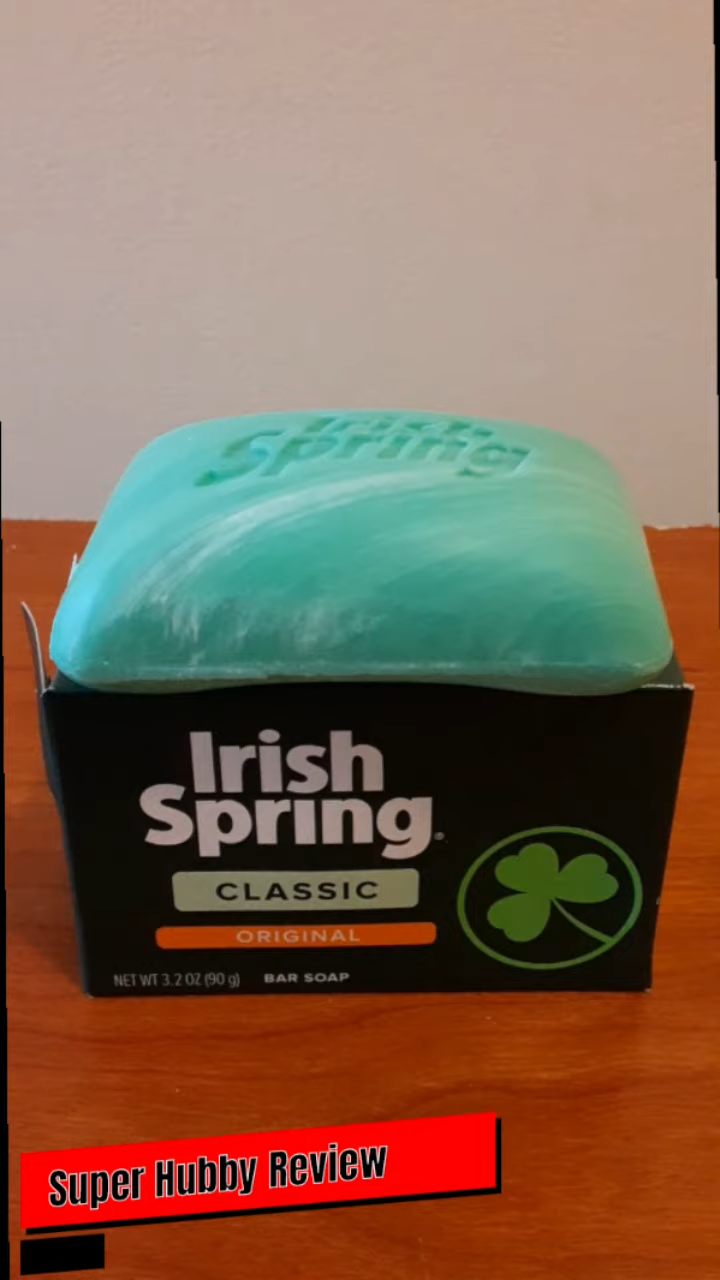 Irish
Spring
Irish
Spring
CLASSIC
ORIGINAL
NET WT 3.2 OZ (90 g) BAR SOAP
Super Hubby Review